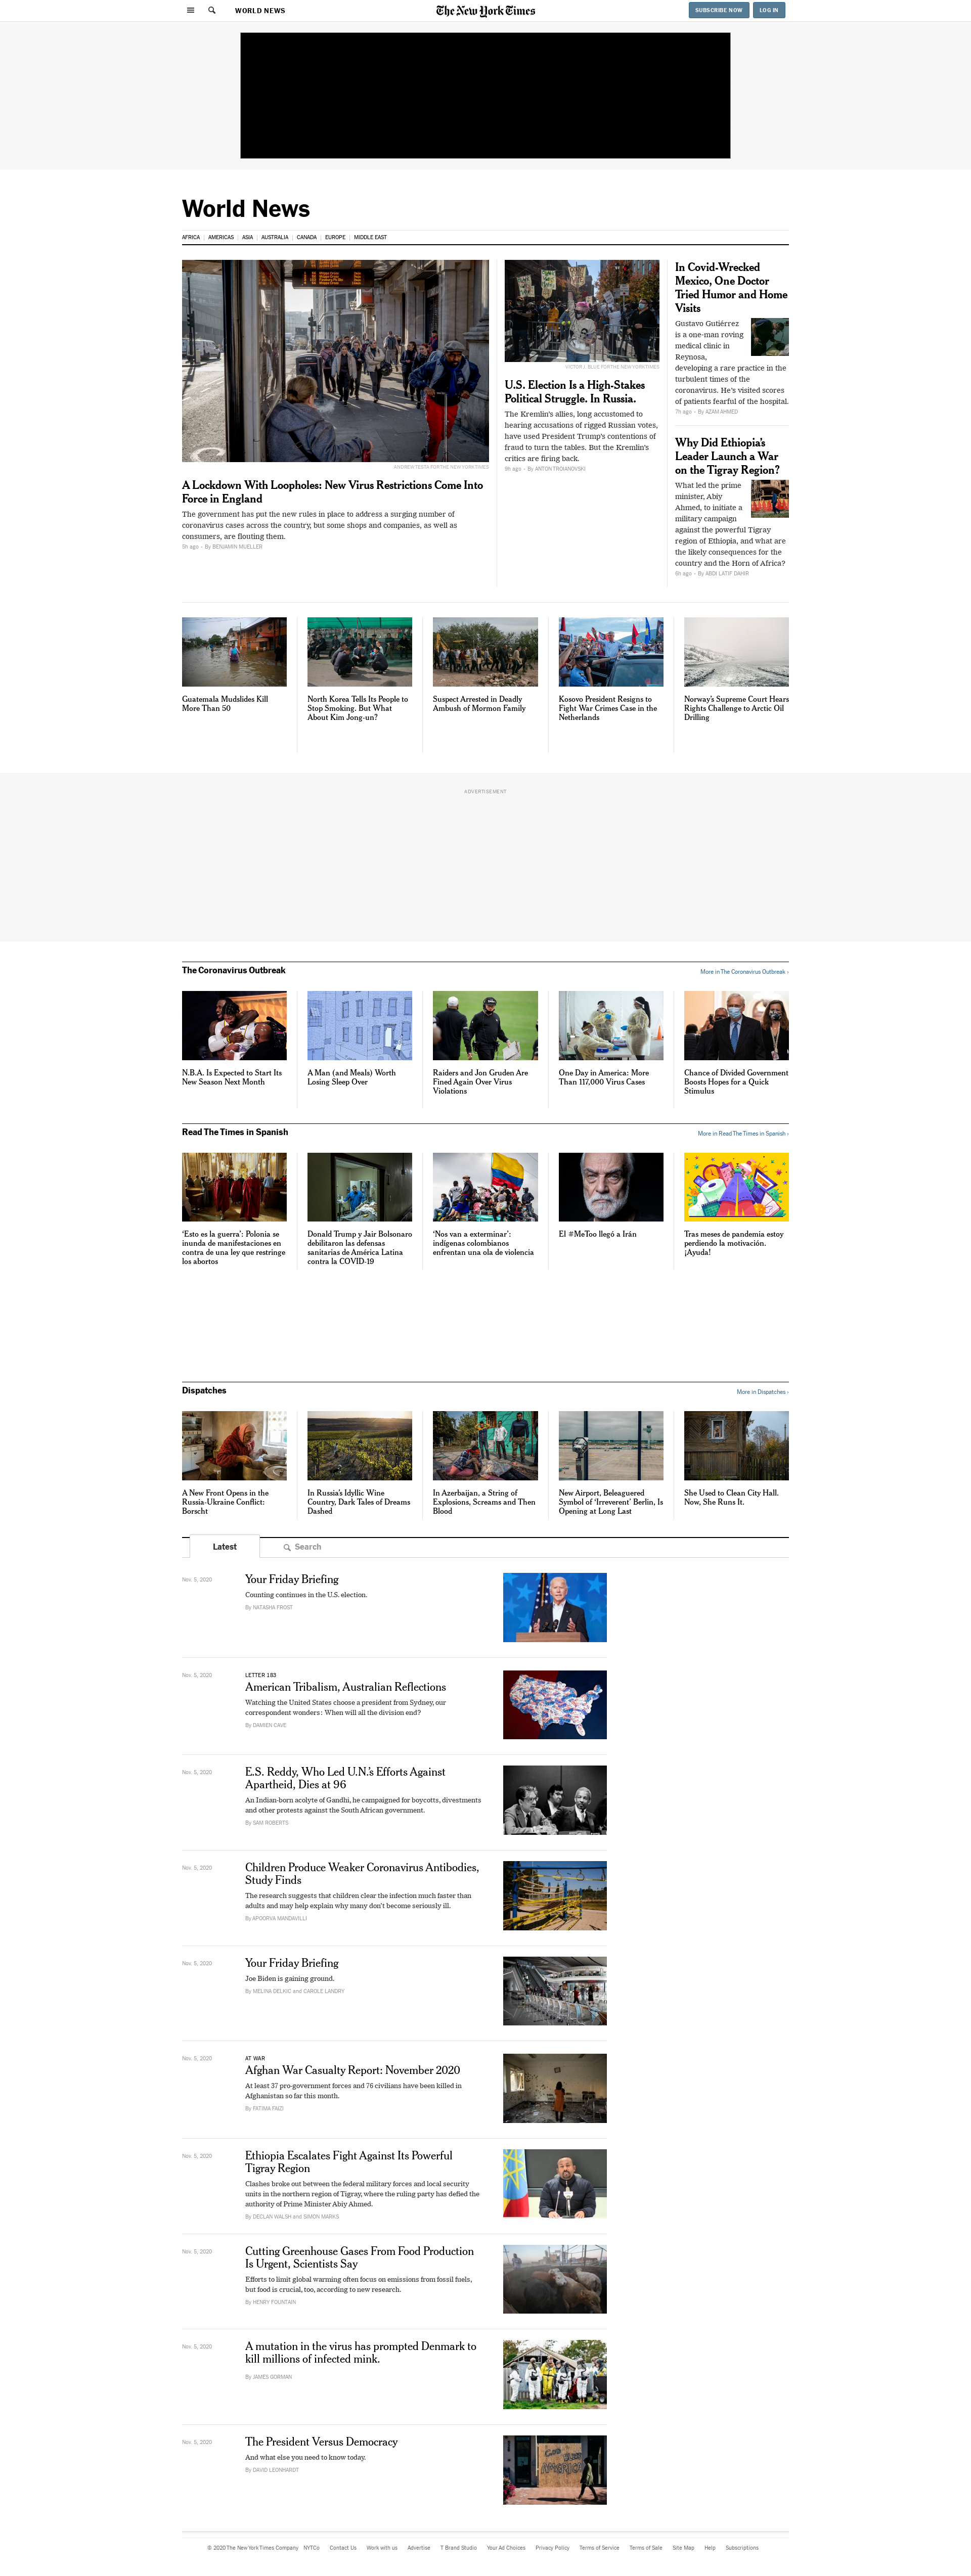 WORLD NEWS
The New York Times
SUBSCRIBE NOW
LOG IN
World News
AFRICA
AMERICAS
ASIA
AUSTRALIA
CANADA
EUROPE
MIDDLE EAST
ANDREW TESTA FOR THE NEW YORK TIMES
A Lockdown With Loopholes: New Virus Restrictions Come Into
Force in England
The government has put the new rules in place to address a surging number of
coronavirus cases across the country, but some shops and companies, as well as
consumers, are flouting them.
5h ago · By BENJAMIN MUELLER
VICTOR J. BLUE FOR THE NEW YORK TIMES
U.S. Election Is a High-Stakes
Political Struggle. In Russia.
The Kremlin's allies, long accustomed to
hearing accusations of rigged Russian votes,
have used President Trump's contentions of
fraud to turn the tables. But the Kremlin's
critics are firing back.
9h ago · By ANTON TROIANOVSKI
In Covid-Wrecked
Mexico, One Doctor
Tried Humor and Home
Visits
Gustavo Gutiérrez
is a one-man roving
medical clinic in
Reynosa,
developing a rare practice in the
turbulent times of the
coronavirus. He's visited scores
of patients fearful of the hospital.
7h ago · By AZAM AHMED
Why Did Ethiopia's
Leader Launch a War
on the Tigray Region?
What led the prime
minister, Abiy
Ahmed, to initiate a
military campaign
against the powerful Tigray
region of Ethiopia, and what are
the likely consequences for the
country and the Horn of Africa?
6h ago · By ABDI LATIF DAHIR
Guatemala Mudslides Kill
More Than 50
North Korea Tells Its People to
Stop Smoking. But What
About Kim Jong-un?
Suspect Arrested in Deadly
Ambush of Mormon Family
Kosovo President Resigns to
Fight War Crimes Case in the
Netherlands
Norway's Supreme Court Hears
Rights Challenge to Arctic Oil
Drilling
ADVERTISEMENT
The Coronavirus Outbreak
More in The Coronavirus Outbreak ›
N.B.A. Is Expected to Start Its
New Season Next Month
A Man (and Meals) Worth
Losing Sleep Over
Raiders and Jon Gruden Are
Fined Again Over Virus
Violations
One Day in America: More
Than 117,000 Virus Cases
Chance of Divided Government
Boosts Hopes for a Quick
Stimulus
Read The Times in Spanish
More in Read The Times in Spanish ›
'Esto es la guerra': Polonia se
inunda de manifestaciones en
contra de una ley que restringe
los abortos
Donald Trump y Jair Bolsonaro
debilitaron las defensas
sanitarias de América Latina
contra la COVID-19
'Nos van a exterminar':
indígenas colombianos
enfrentan una ola de violencia
El #MeToo llegó a Irán
Tras meses de pandemia estoy
perdiendo la motivación.
¡Ayuda!
Dispatches
More in Dispatches ›
A New Front Opens in the
Russia-Ukraine Conflict:
Borscht
In Russia's Idyllic Wine
Country, Dark Tales of Dreams
Dashed
In Azerbaijan, a String of
Explosions, Screams and Then
Blood
New Airport, Beleaguered
Symbol of 'Irreverent' Berlin, Is
Opening at Long Last
She Used to Clean City Hall.
Now, She Runs It.
Latest
Search
Nov. 5, 2020
Your Friday Briefing
Counting continues in the U.S. election.
By NATASHA FROST
Nov. 5, 2020
LETTER 183
American Tribalism, Australian Reflections
Watching the United States choose a president from Sydney, our
correspondent wonders: When will all the division end?
By DAMIEN CAVE
Nov. 5, 2020
E.S. Reddy, Who Led U.N.'s Efforts Against
Apartheid, Dies at 96
An Indian-born acolyte of Gandhi, he campaigned for boycotts, divestments
and other protests against the South African government.
By SAM ROBERTS
Nov. 5, 2020
Children Produce Weaker Coronavirus Antibodies,
Study Finds
The research suggests that children clear the infection much faster than
adults and may help explain why many don't become seriously ill.
By APOORVA MANDAVILLI
Nov. 5, 2020
Your Friday Briefing
Joe Biden is gaining ground.
By MELINA DELKIC and CAROLE LANDRY
Nov. 5, 2020
AT WAR
Afghan War Casualty Report: November 2020
At least 37 pro-government forces and 76 civilians have been killed in
Afghanistan so far this month.
By FATIMA FAIZI
Nov. 5, 2020
Ethiopia Escalates Fight Against Its Powerful
Tigray Region
Clashes broke out between the federal military forces and local security
units in the northern region of Tigray, where the ruling party has defied the
authority of Prime Minister Abiy Ahmed.
By DECLAN WALSH and SIMON MARKS
Nov. 5, 2020
Cutting Greenhouse Gases From Food Production
Is Urgent, Scientists Say
Efforts to limit global warming often focus on emissions from fossil fuels,
but food is crucial, too, according to new research.
By HENRY FOUNTAIN
Nov. 5, 2020
A mutation in the virus has prompted Denmark to
kill millions of infected mink.
By JAMES GORMAN
Nov. 5, 2020
The President Versus Democracy
And what else you need to know today.
By DAVID LEONHARDT
© 2020 The New York Times Company
NYTCo
Contact Us
Work with us
Advertise
T Brand Studio
Your Ad Choices
Privacy Policy
Terms of Service
Terms of Sale
Site Map
Help
Subscriptions